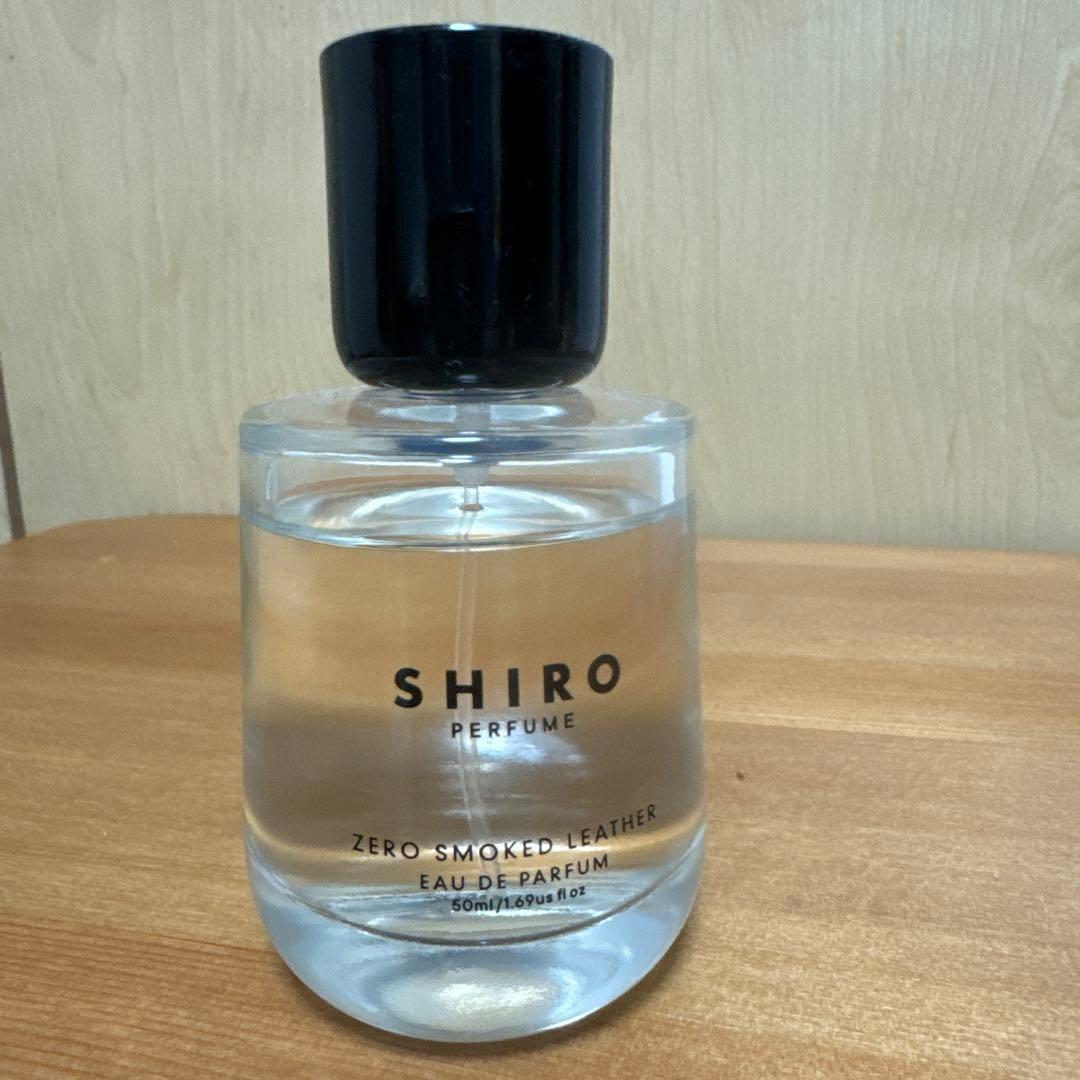 SHIRO
PERFUME
ZERO SMOKED LEATHER
EAU DE PARFUM
50ml/1.69us fl oz